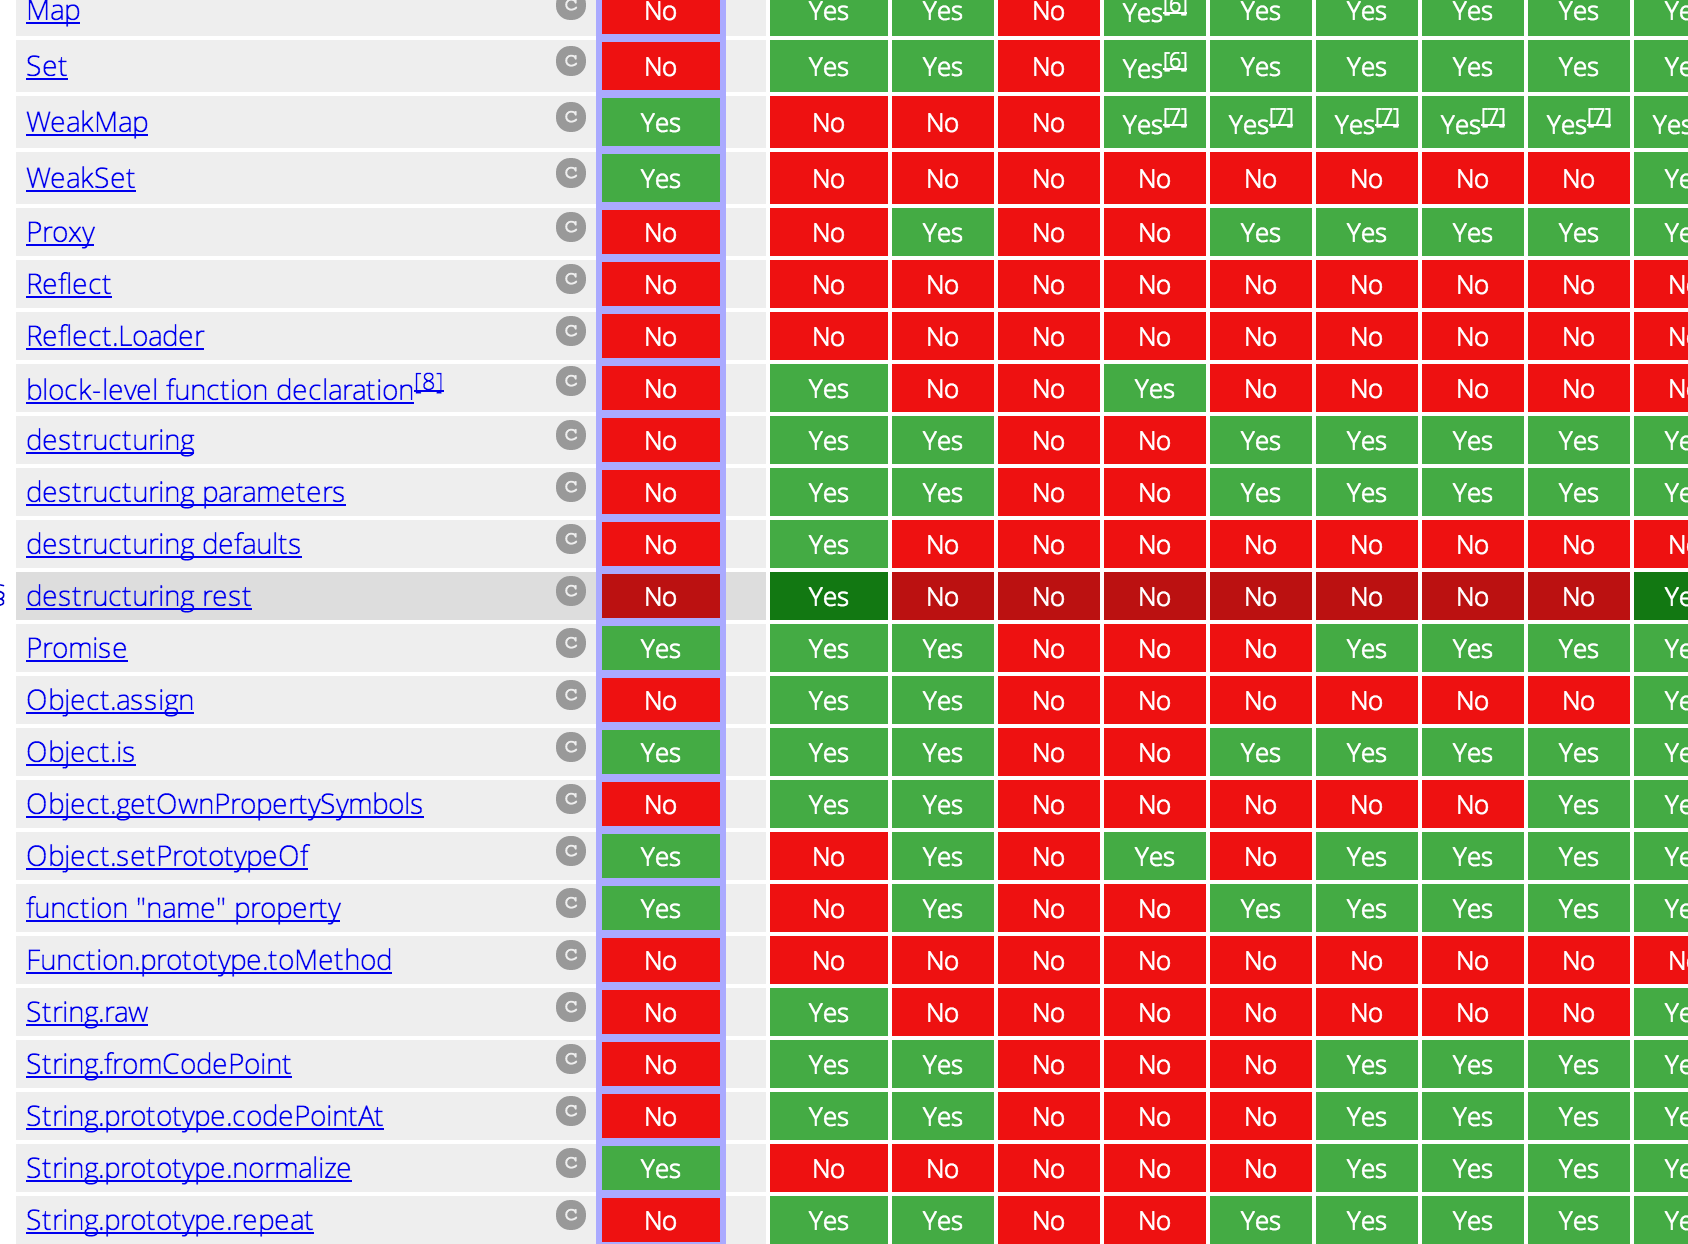 Map C No Yes Yes No Yes[6] Yes Yes Yes Yes Yes
Set C No Yes Yes No Yes[6] Yes Yes Yes Yes Ye
WeakMap C Yes No No No Yes[7] Yes[7] Yes[7] Yes[7] Yes[7] Yes
WeakSet C Yes No No No No No No No No Ye
Proxy C No No Yes No No Yes Yes Yes Yes Ye
Reflect C No No No No No No No No No No
Reflect.Loader C No No No No No No No No No No
block-level function declaration[8] C No Yes No No Yes No No No No No
destructuring C No Yes Yes No No Yes Yes Yes Yes Ye
destructuring parameters C No Yes Yes No No Yes Yes Yes Yes Ye
destructuring defaults C No Yes No No No No No No No No
§ destructuring rest C No Yes No No No No No No No Ye
Promise C Yes Yes Yes No No No Yes Yes Yes Ye
Object.assign C No Yes Yes No No No No No No Ye
Object.is C Yes Yes Yes No No Yes Yes Yes Yes Ye
Object.getOwnPropertySymbols C No Yes Yes No No No No No Yes Ye
Object.setPrototypeOf C Yes No Yes No Yes No Yes Yes Yes Ye
function "name" property C Yes No Yes No No Yes Yes Yes Yes Ye
Function.prototype.toMethod C No No No No No No No No No No
String.raw C No Yes No No No No No No No Ye
String.fromCodePoint C No Yes Yes No No No Yes Yes Yes Ye
String.prototype.codePointAt C No Yes Yes No No No Yes Yes Yes Ye
String.prototype.normalize C Yes No No No No No Yes Yes Yes Ye
String.prototype.repeat C No Yes Yes No No Yes Yes Yes Yes Ye